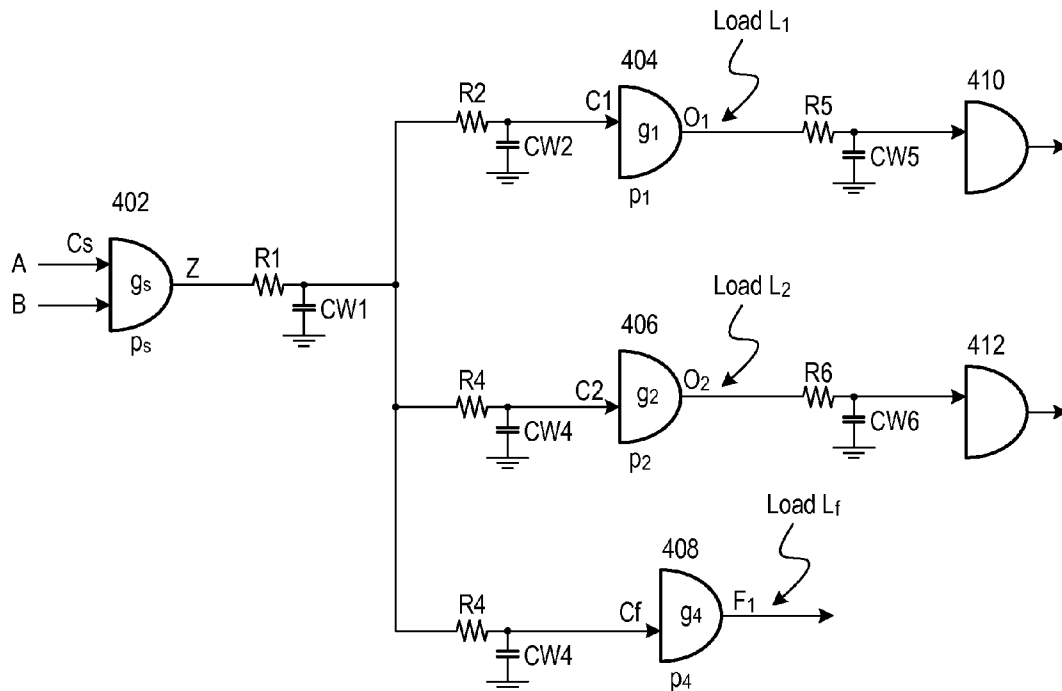 Load L1
404
410
R2
C1
g1
O1
R5
CW2
p1
CW5
402
Cs
A
B
gs
Z
R1
CW1
ps
Load L2
406
412
R4
C2
g2
O2
R6
CW4
p2
CW6
Load Lf
408
R4
Cf
g4
F1
CW4
p4